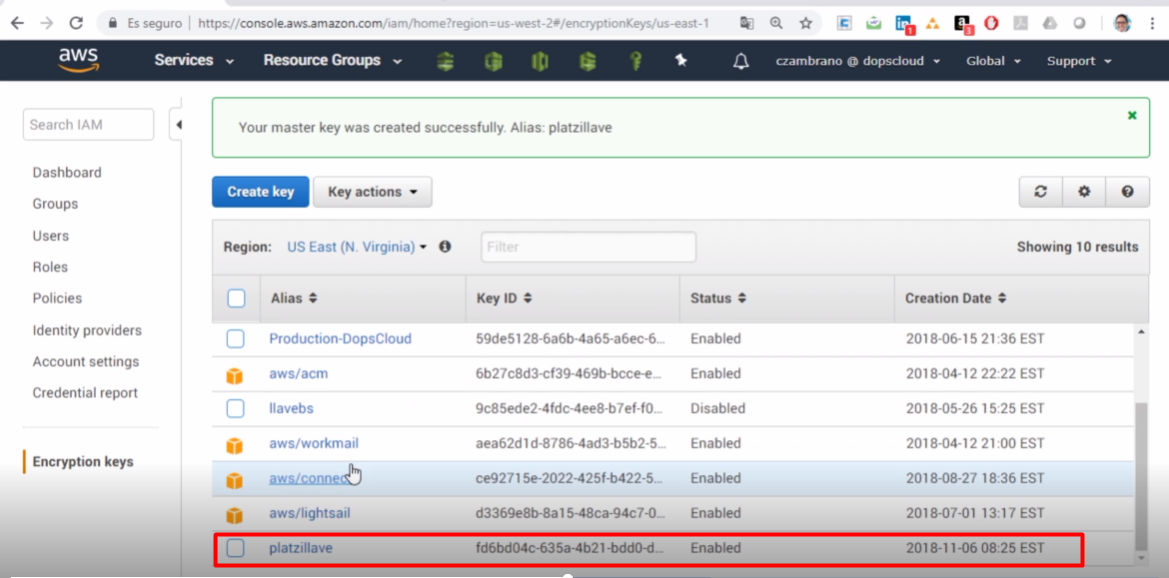 Es seguro | https://console.aws.amazon.com/iam/home?region=us-west-2#/encryptionKeys/us-east-1
aws Services Resource Groups czambrano @ dopscloud Global Support
Search IAM
Your master key was created successfully. Alias: platzillave
Dashboard
Groups
Users
Roles
Policies
Identity providers
Account settings
Credential report
Encryption keys
Create key Key actions
Region: US East (N. Virginia) Filter Showing 10 results
Alias Key ID Status Creation Date
Production-DopsCloud 59de5128-6a6b-4a65-a6ec-6... Enabled 2018-06-15 21:36 EST
aws/acm 6b27c8d3-cf39-469b-bcce-e... Enabled 2018-04-12 22:22 EST
llavebs 9c85ede2-4fdc-4ee8-b7ef-f0... Disabled 2018-05-26 15:25 EST
aws/workmail aea62d1d-8786-4ad3-b5b2-5... Enabled 2018-04-12 21:00 EST
aws/connec ce92715e-2022-425f-b422-5... Enabled 2018-08-27 18:36 EST
aws/lightsail d3369e8b-8a15-48ca-94c7-0... Enabled 2018-07-01 13:17 EST
platzillave fd6bd04c-635a-4b21-bdd0-d... Enabled 2018-11-06 08:25 EST